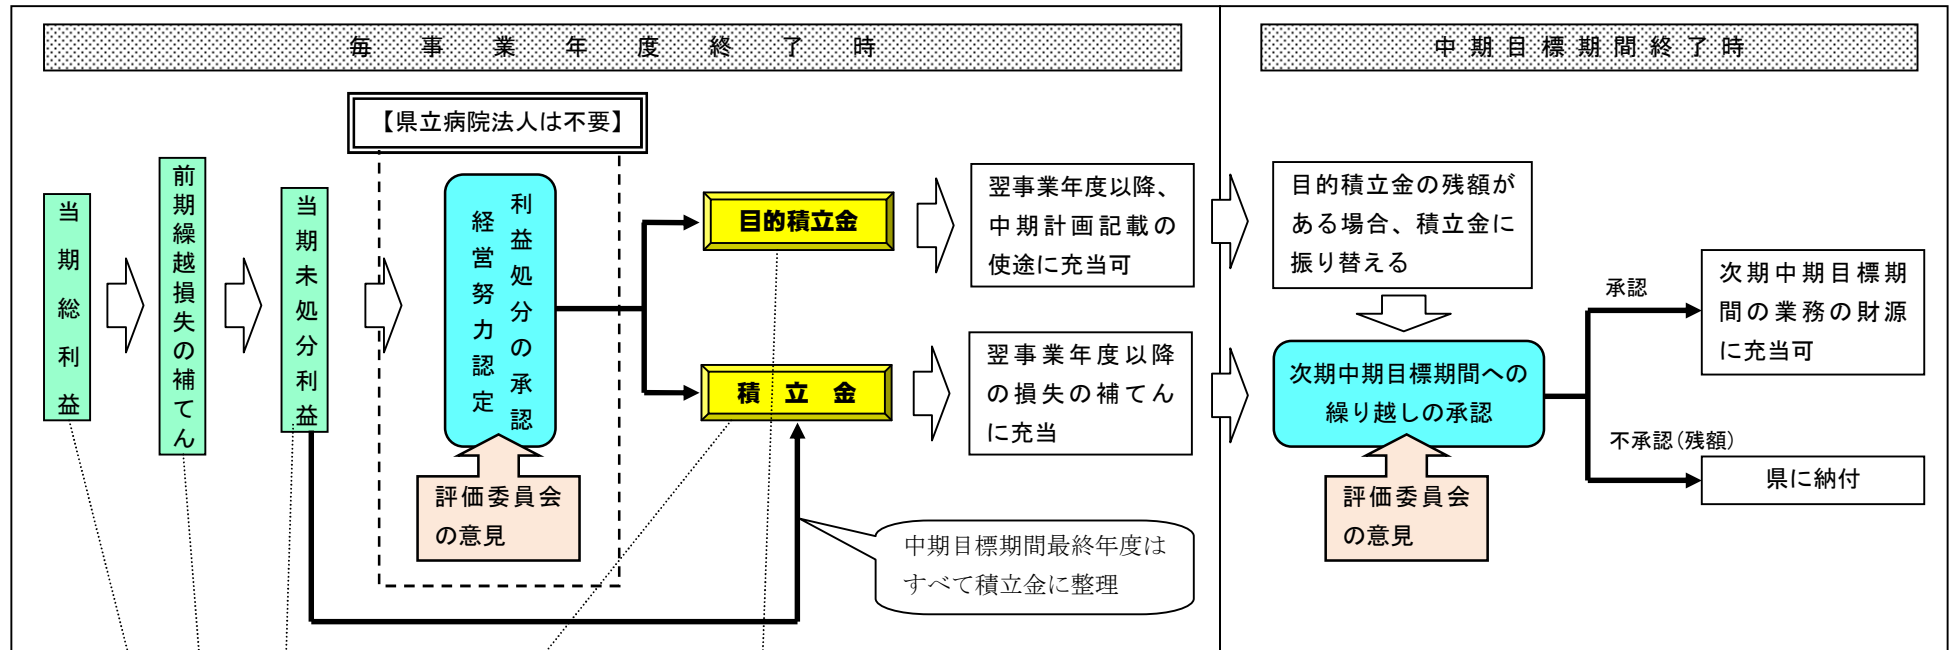 毎事業年度終了時
中期目標期間終了時
【県立病院法人は不要】
当期総利益
前期繰越損失の補てん
当期未処分利益
利益処分の承認
経営努力認定
評価委員会
の意見
目的積立金
積立金
翌事業年度以降、
中期計画記載の
使途に充当可
翌事業年度以降
の損失の補てん
に充当
中期目標期間最終年度は
すべて積立金に整理
目的積立金の残額が
ある場合、積立金に
振り替える
次期中期目標期間への
繰り越しの承認
評価委員会
の意見
承認
次期中期目標期
間の業務の財源
に充当可
不承認(残額)
県に納付